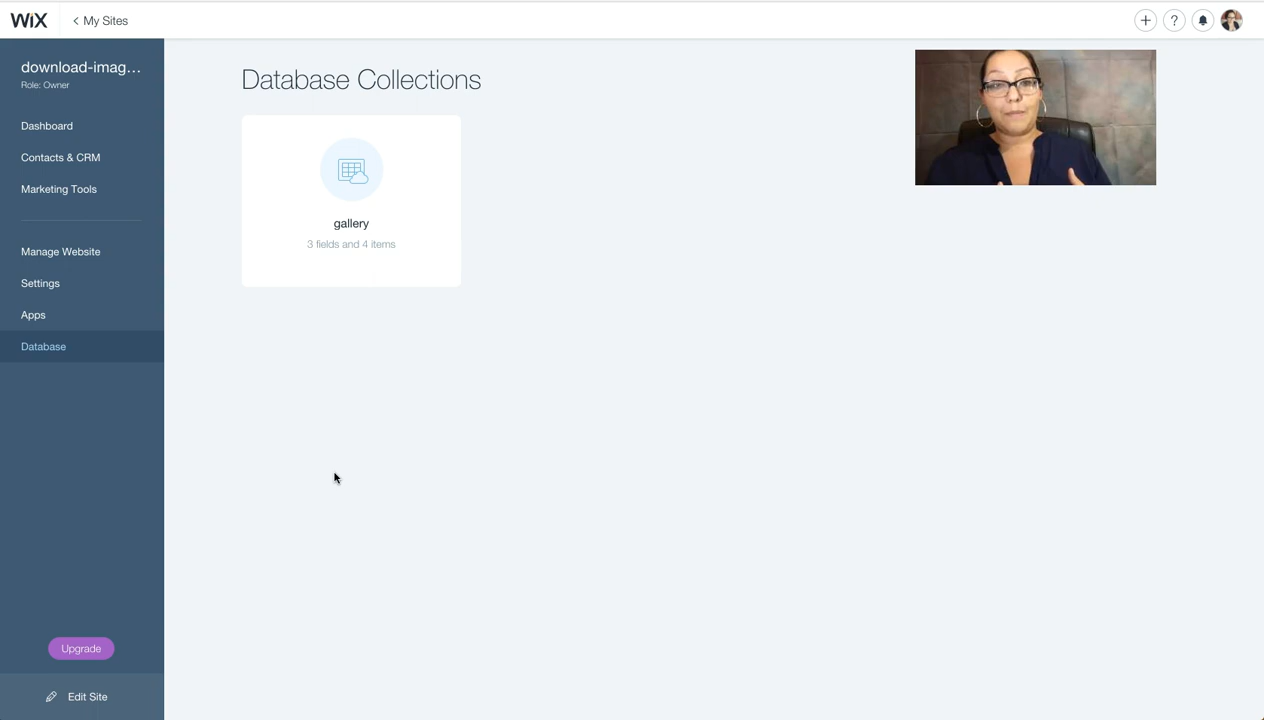 WiX
< My Sites
?
download-imag...
Role: Owner
Dashboard
Contacts & CRM
Marketing Tools
Manage Website
Settings
Apps
Database
Upgrade
Edit Site
Database Collections
gallery
3 fields and 4 items